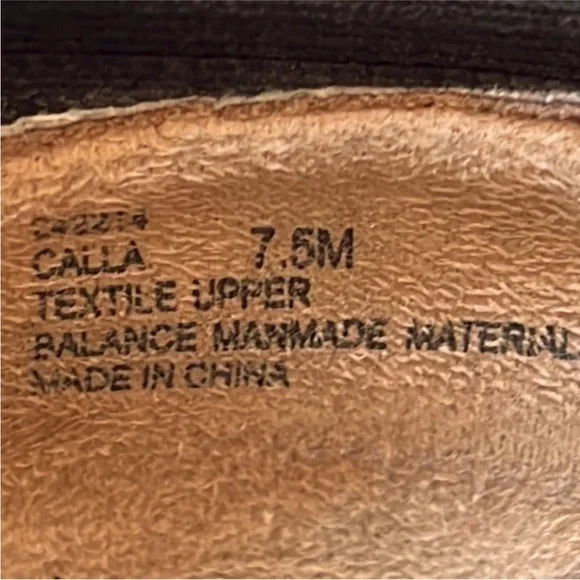 CALLA 7.5M
TEXTILE UPPER
BALANCE MANMADE MATERIAL
MADE IN CHINA